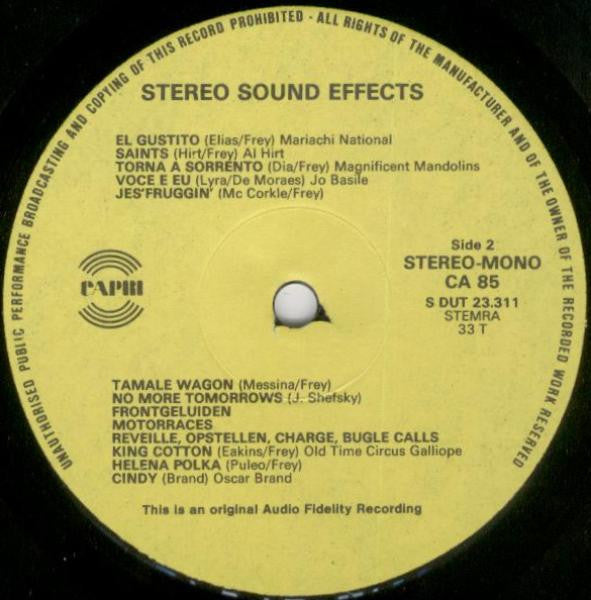 UNAUTHORISED PUBLIC PERFORMANCE BROADCASTING AND COPYING OF THIS RECORD PROHIBITED - ALL RIGHTS OF THE MANUFACTURER AND OF THE OWNER OF THE RECORDED WORK RESERVED
STEREO SOUND EFFECTS
EL GUSTITO (Elias/Frey) Mariachi National
SAINTS (Hirt/Frey) Al Hirt
TORNA A SORRENTO (Dia/Frey) Magnificent Mandolins
VOCE E EU (Lyra/De Moraes) Jo Basile
JES'FRUGGIN' (Mc Corkle/Frey)
CAPRI
Side 2
STEREO-MONO
CA 85
S DUT 23.311
STEMRA
33 T
TAMALE WAGON (Messina/Frey)
NO MORE TOMORROWS (J. Shefsky)
FRONTGELUIDEN
MOTORRACES
REVEILLE, OPSTELLEN, CHARGE, BUGLE CALLS
KING COTTON (Eakins/Frey) Old Time Circus Galliope
HELENA POLKA (Puleo/Frey)
CINDY (Brand) Oscar Brand
This is an original Audio Fidelity Recording